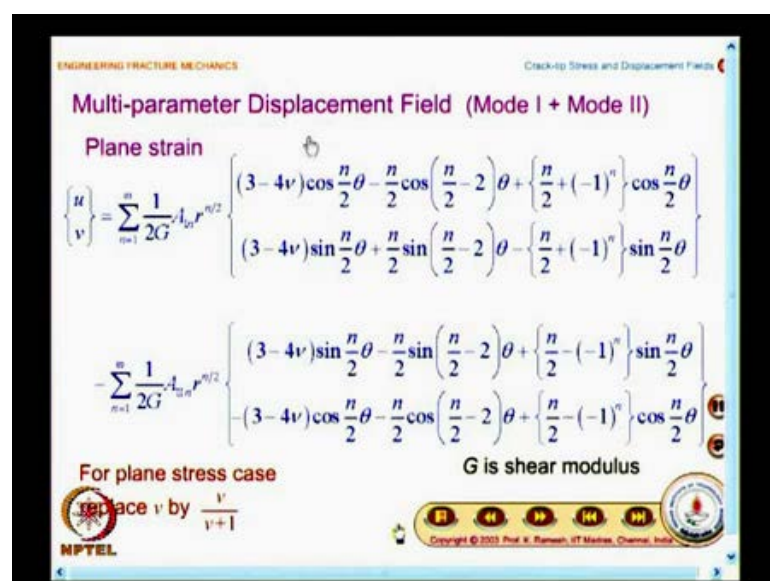 ENGINEERING FRACTURE MECHANICS
Crack-tip Stress and Displacement Fields
Multi-parameter Displacement Field (Mode I + Mode II)
Plane strain
{u v} = ∑_{n=1}^{∞} 1/2G A_{In} r^{n/2} { (3−4ν)cos n/2 θ − n/2 cos(n/2 − 2)θ + {n/2 + (−1)^n} cos n/2 θ
(3−4ν)sin n/2 θ + n/2 sin(n/2 − 2)θ − {n/2 + (−1)^n} sin n/2 θ }
− ∑_{n=1}^{∞} 1/2G A_{IIn} r^{n/2} { (3−4ν)sin n/2 θ − n/2 sin(n/2 − 2)θ + {n/2 − (−1)^n} sin n/2 θ
−(3−4ν)cos n/2 θ − n/2 cos(n/2 − 2)θ + {n/2 − (−1)^n} cos n/2 θ }
For plane stress case
replace ν by ν/ν+1
G is shear modulus
NPTEL
Copyright © 2003 Prof. K. Ramesh, IIT Madras, Chennai, India